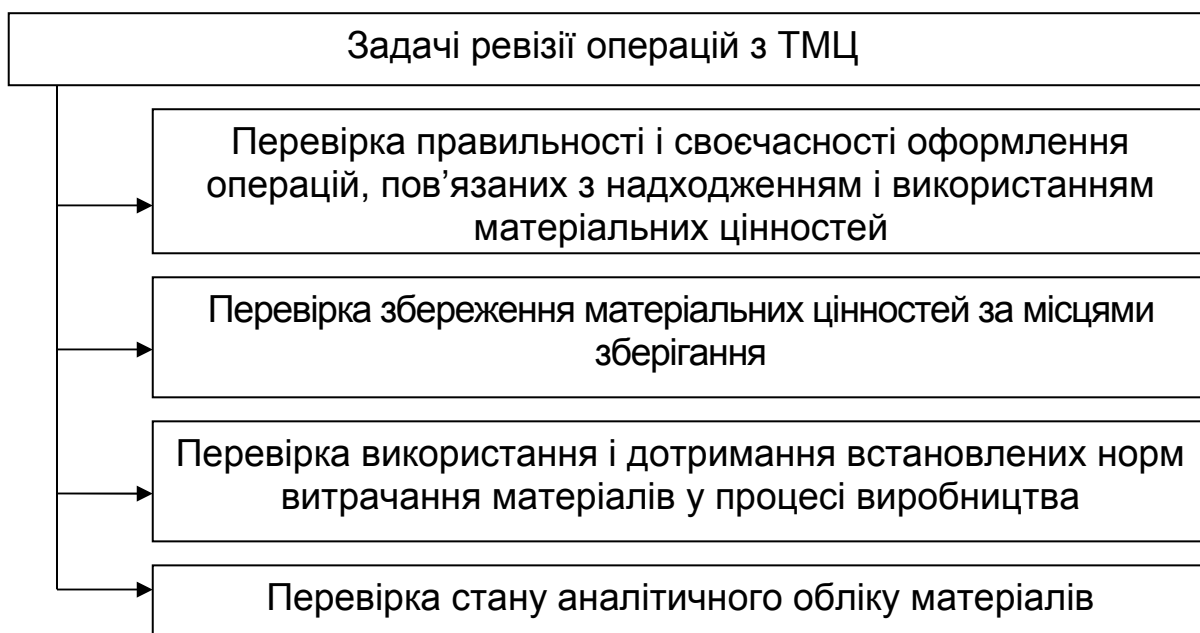 Задачі ревізії операцій з ТМЦ
Перевірка правильності і своєчасності оформлення
операцій, пов’язаних з надходженням і використанням
матеріальних цінностей
Перевірка збереження матеріальних цінностей за місцями
зберігання
Перевірка використання і дотримання встановлених норм
витрачання матеріалів у процесі виробництва
Перевірка стану аналітичного обліку матеріалів